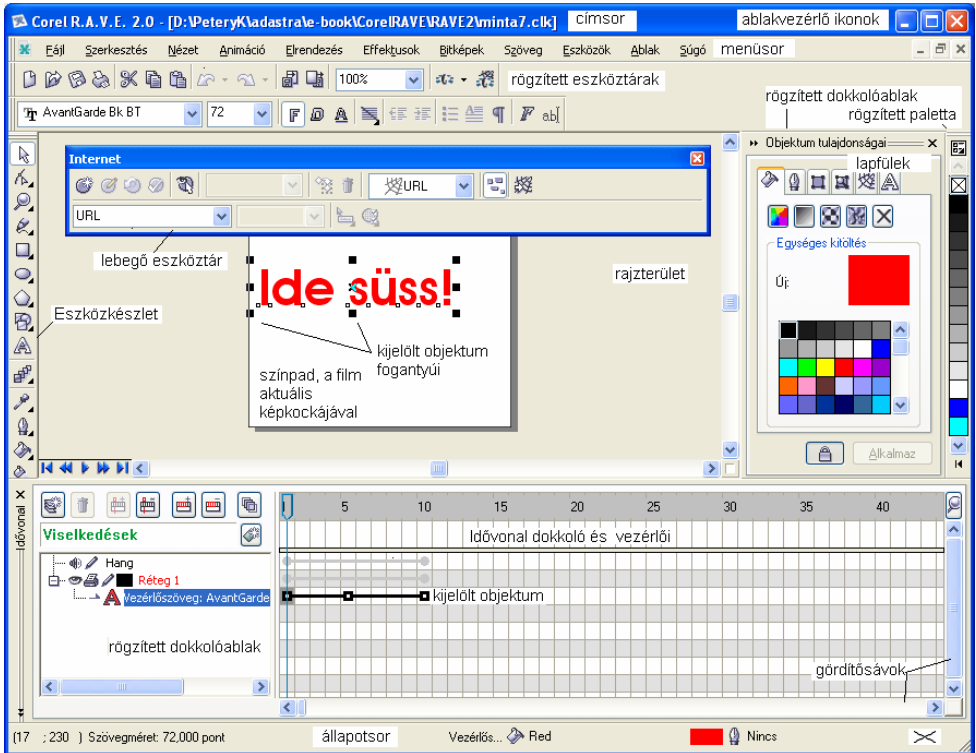 Corel R.A.V.E. 2.0 - [D:\PeteryK\adastra\e-book\CorelRAVE\RAVE2\minta7.clk] címsor ablakvezérlő ikonok
Fájl Szerkesztés Nézet Animáció Elrendezés Effektusok Bitképek Szöveg Eszközök Ablak Súgó menüsor
100% rögzített eszköztárak
rögzített dokkolóablak
AvantGarde Bk BT 72 ab
rögzített paletta
Internet
Objektum tulajdonságai
lapfülek
URL
URL
Egységes kitöltés
lebegő eszköztár
rajzterület
Új:
Ide süss!
Eszközkészlet
kijelölt objektum
fogantyúi
színpad, a film
aktuális
képkockájával
Alkalmaz
Idővonal
1 5 10 15 20 25 30 35 40
Viselkedések
Idővonal dokkoló és vezérlői
Hang
Réteg 1
Vezérlőszöveg: AvantGarde
kijelölt objektum
rögzített dokkolóablak
gördítősávok
(17 ; 230 ) Szövegméret: 72,000 pont állapotsor Vezérlős... Red Nincs